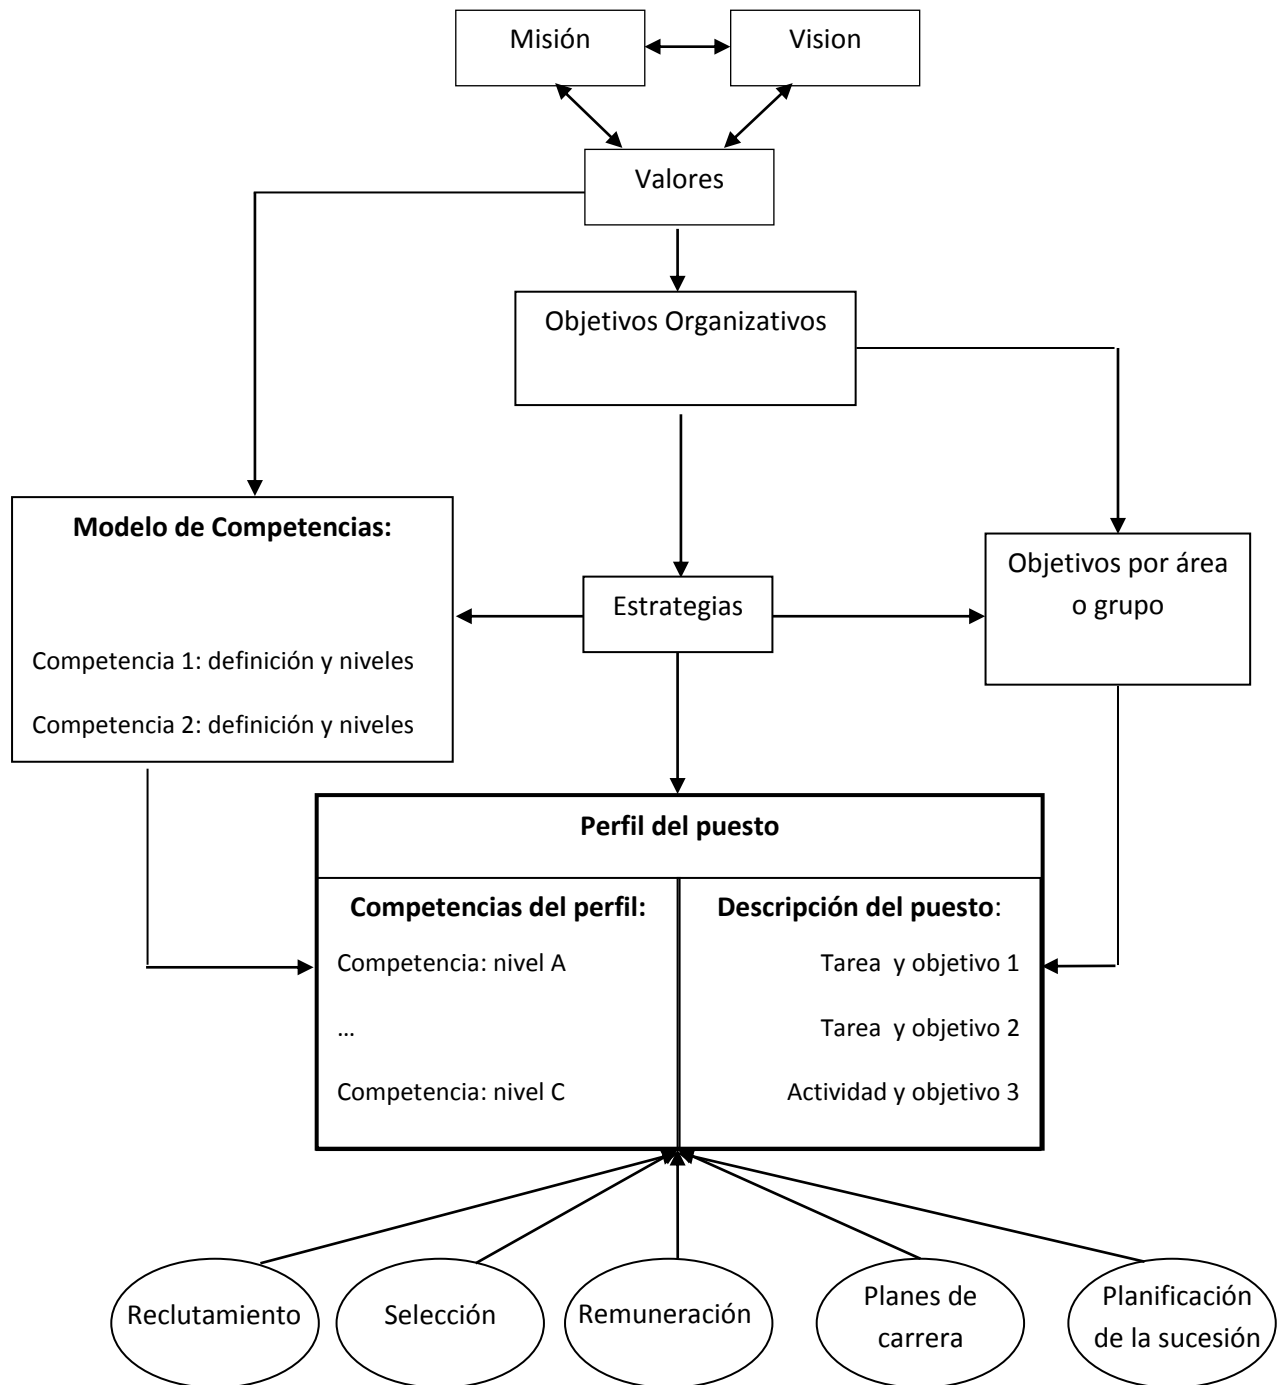 Misión
Vision
Valores
Objetivos Organizativos
Modelo de Competencias:
Competencia 1: definición y niveles
Competencia 2: definición y niveles
Estrategias
Objetivos por área
o grupo
Perfil del puesto
Competencias del perfil:
Competencia: nivel A
...
Competencia: nivel C
Descripción del puesto:
Tarea  y objetivo 1
Tarea  y objetivo 2
Actividad y objetivo 3
Reclutamiento
Selección
Remuneración
Planes de
carrera
Planificación
de la sucesión